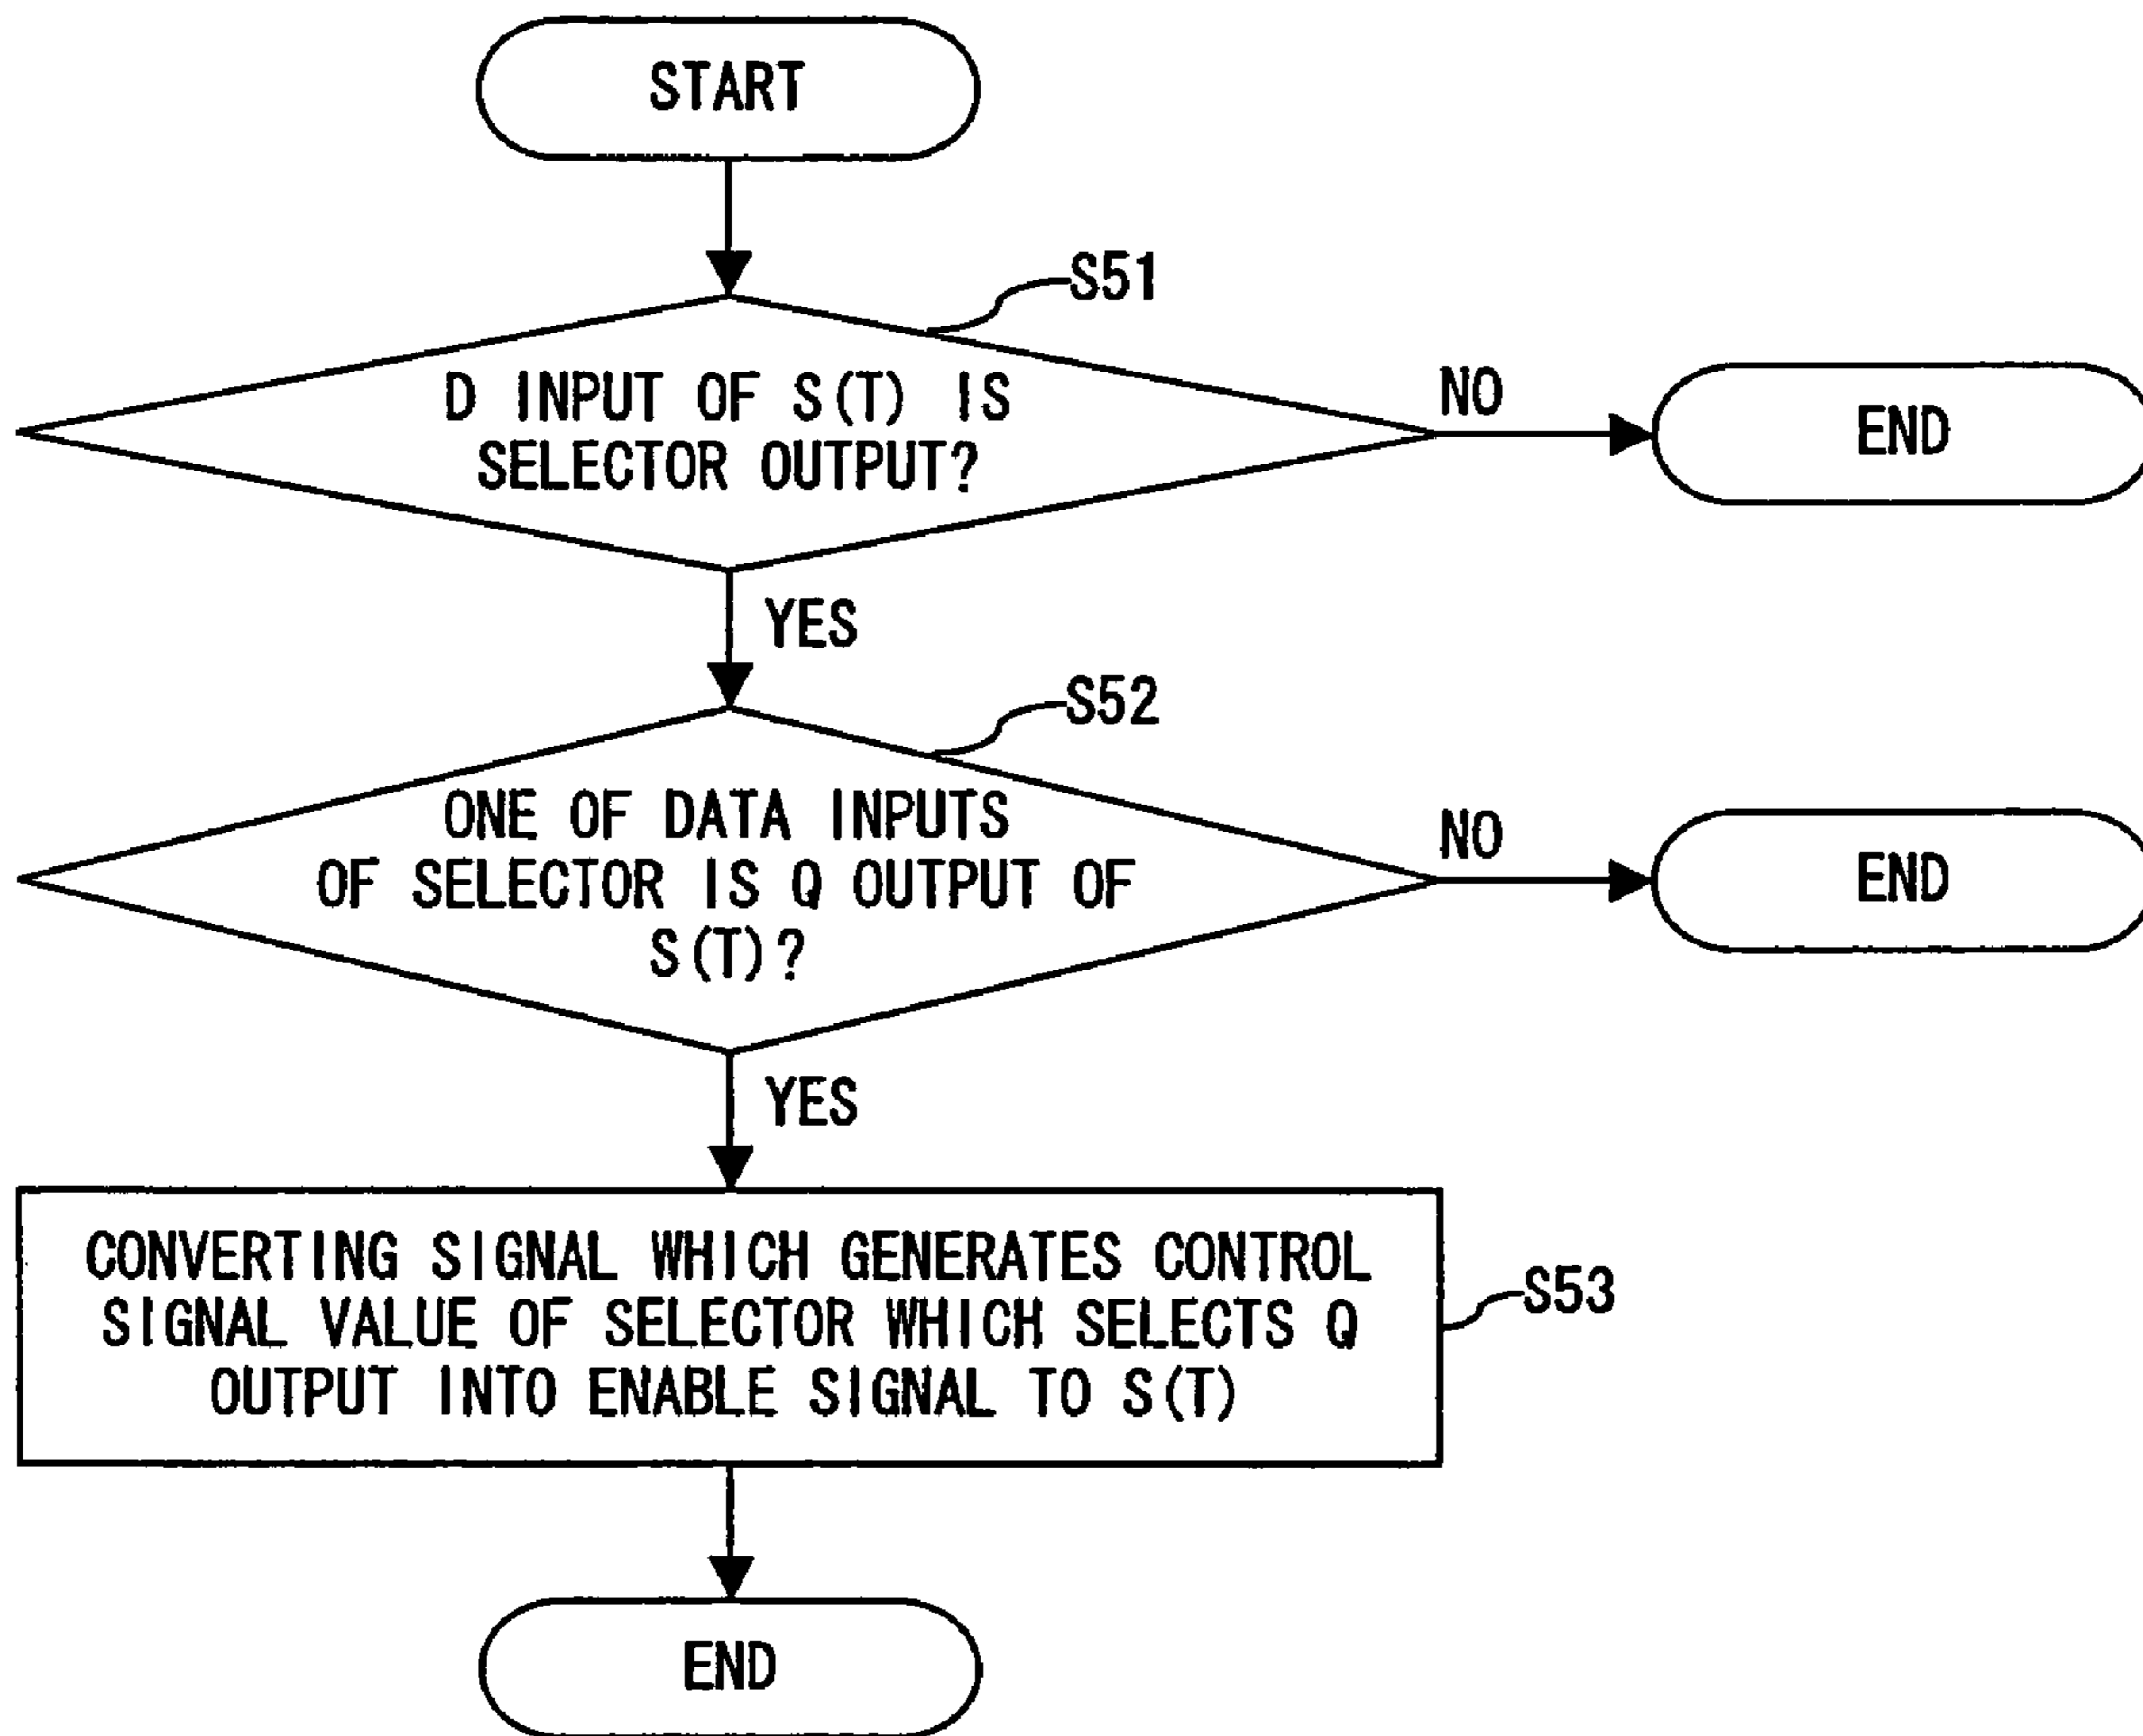 START
S51
D INPUT OF S(T) IS
SELECTOR OUTPUT?
NO
END
YES
S52
ONE OF DATA INPUTS
OF SELECTOR IS Q OUTPUT OF
S(T)?
NO
END
YES
CONVERTING SIGNAL WHICH GENERATES CONTROL
SIGNAL VALUE OF SELECTOR WHICH SELECTS Q
OUTPUT INTO ENABLE SIGNAL TO S(T)
S53
END